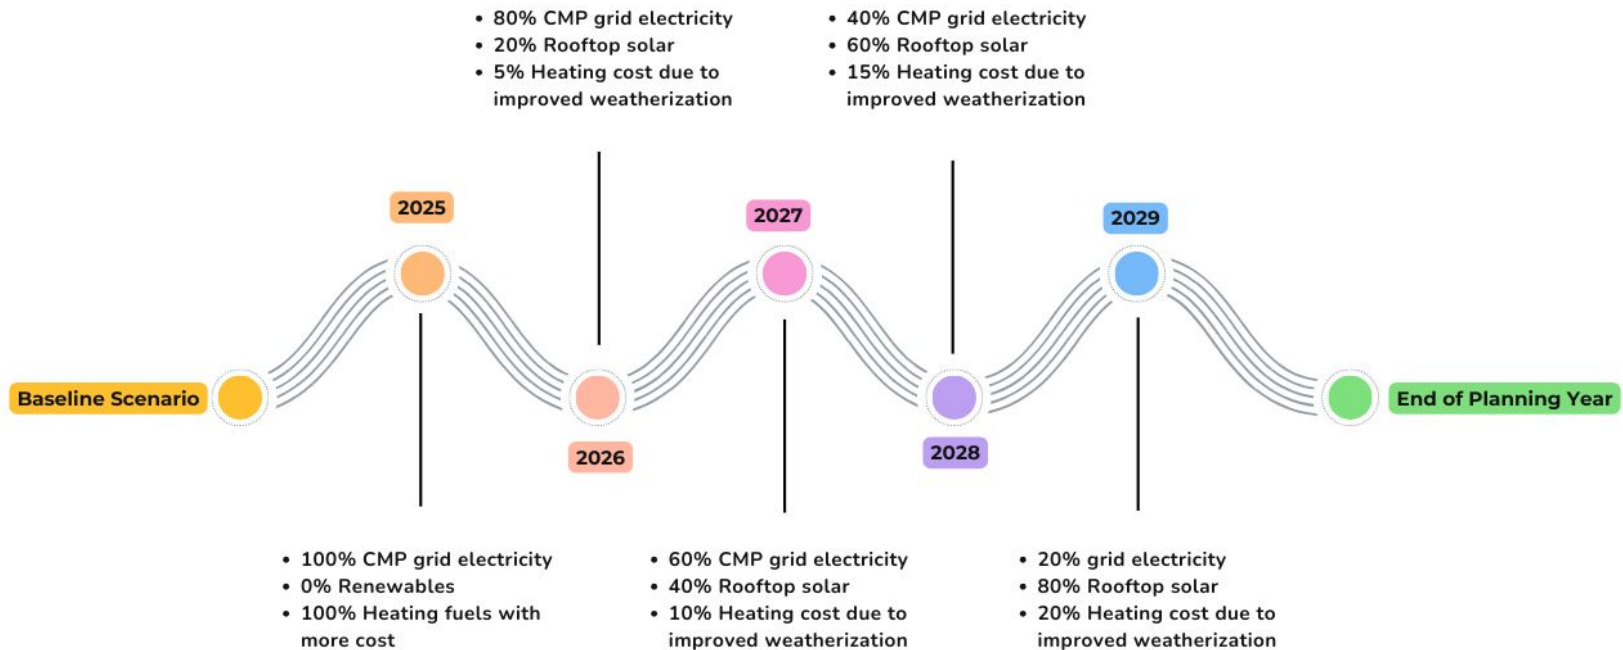 • 80% CMP grid electricity
• 20% Rooftop solar
• 5% Heating cost due to
improved weatherization
• 40% CMP grid electricity
• 60% Rooftop solar
• 15% Heating cost due to
improved weatherization
2025
2027
2029
Baseline Scenario
End of Planning Year
2026
2028
• 100% CMP grid electricity
• 0% Renewables
• 100% Heating fuels with
more cost
• 60% CMP grid electricity
• 40% Rooftop solar
• 10% Heating cost due to
improved weatherization
• 20% grid electricity
• 80% Rooftop solar
• 20% Heating cost due to
improved weatherization